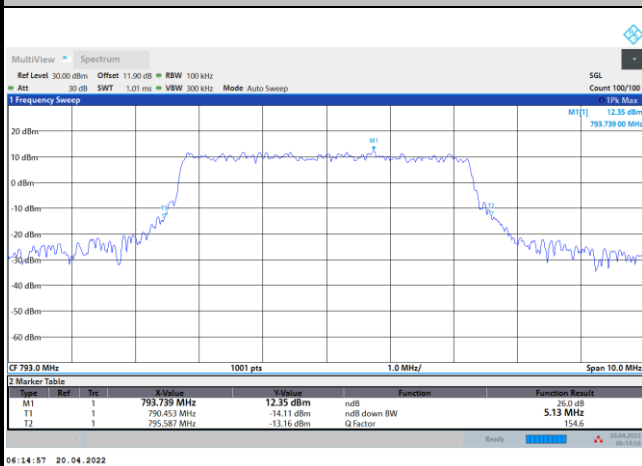 MultiView Spectrum
Ref Level 30.00 dBm Offset 11.90 dB RBW 100 kHz SGL
Att 30 dB SWT 1.01 ms VBW 300 kHz Mode Auto Sweep Count 100/100
1 Frequency Sweep 1Pk Max
M1[1] 12.35 dBm
793.739 00 MHz
20 dBm
M1
10 dBm
0 dBm
T1
T2
-10 dBm
-20 dBm
-30 dBm
-40 dBm
-50 dBm
-60 dBm
CF 793.0 MHz 1001 pts 1.0 MHz/ Span 10.0 MHz
2 Marker Table
Type Ref Trc X-Value Y-Value Function Function Result
M1 1 793.739 MHz 12.35 dBm ndB 26.0 dB
T1 1 790.453 MHz -14.11 dBm ndB down BW 5.13 MHz
T2 1 795.587 MHz -13.16 dBm Q Factor 154.6
Ready 20.04.2022
06:14:56
06:14:57 20.04.2022